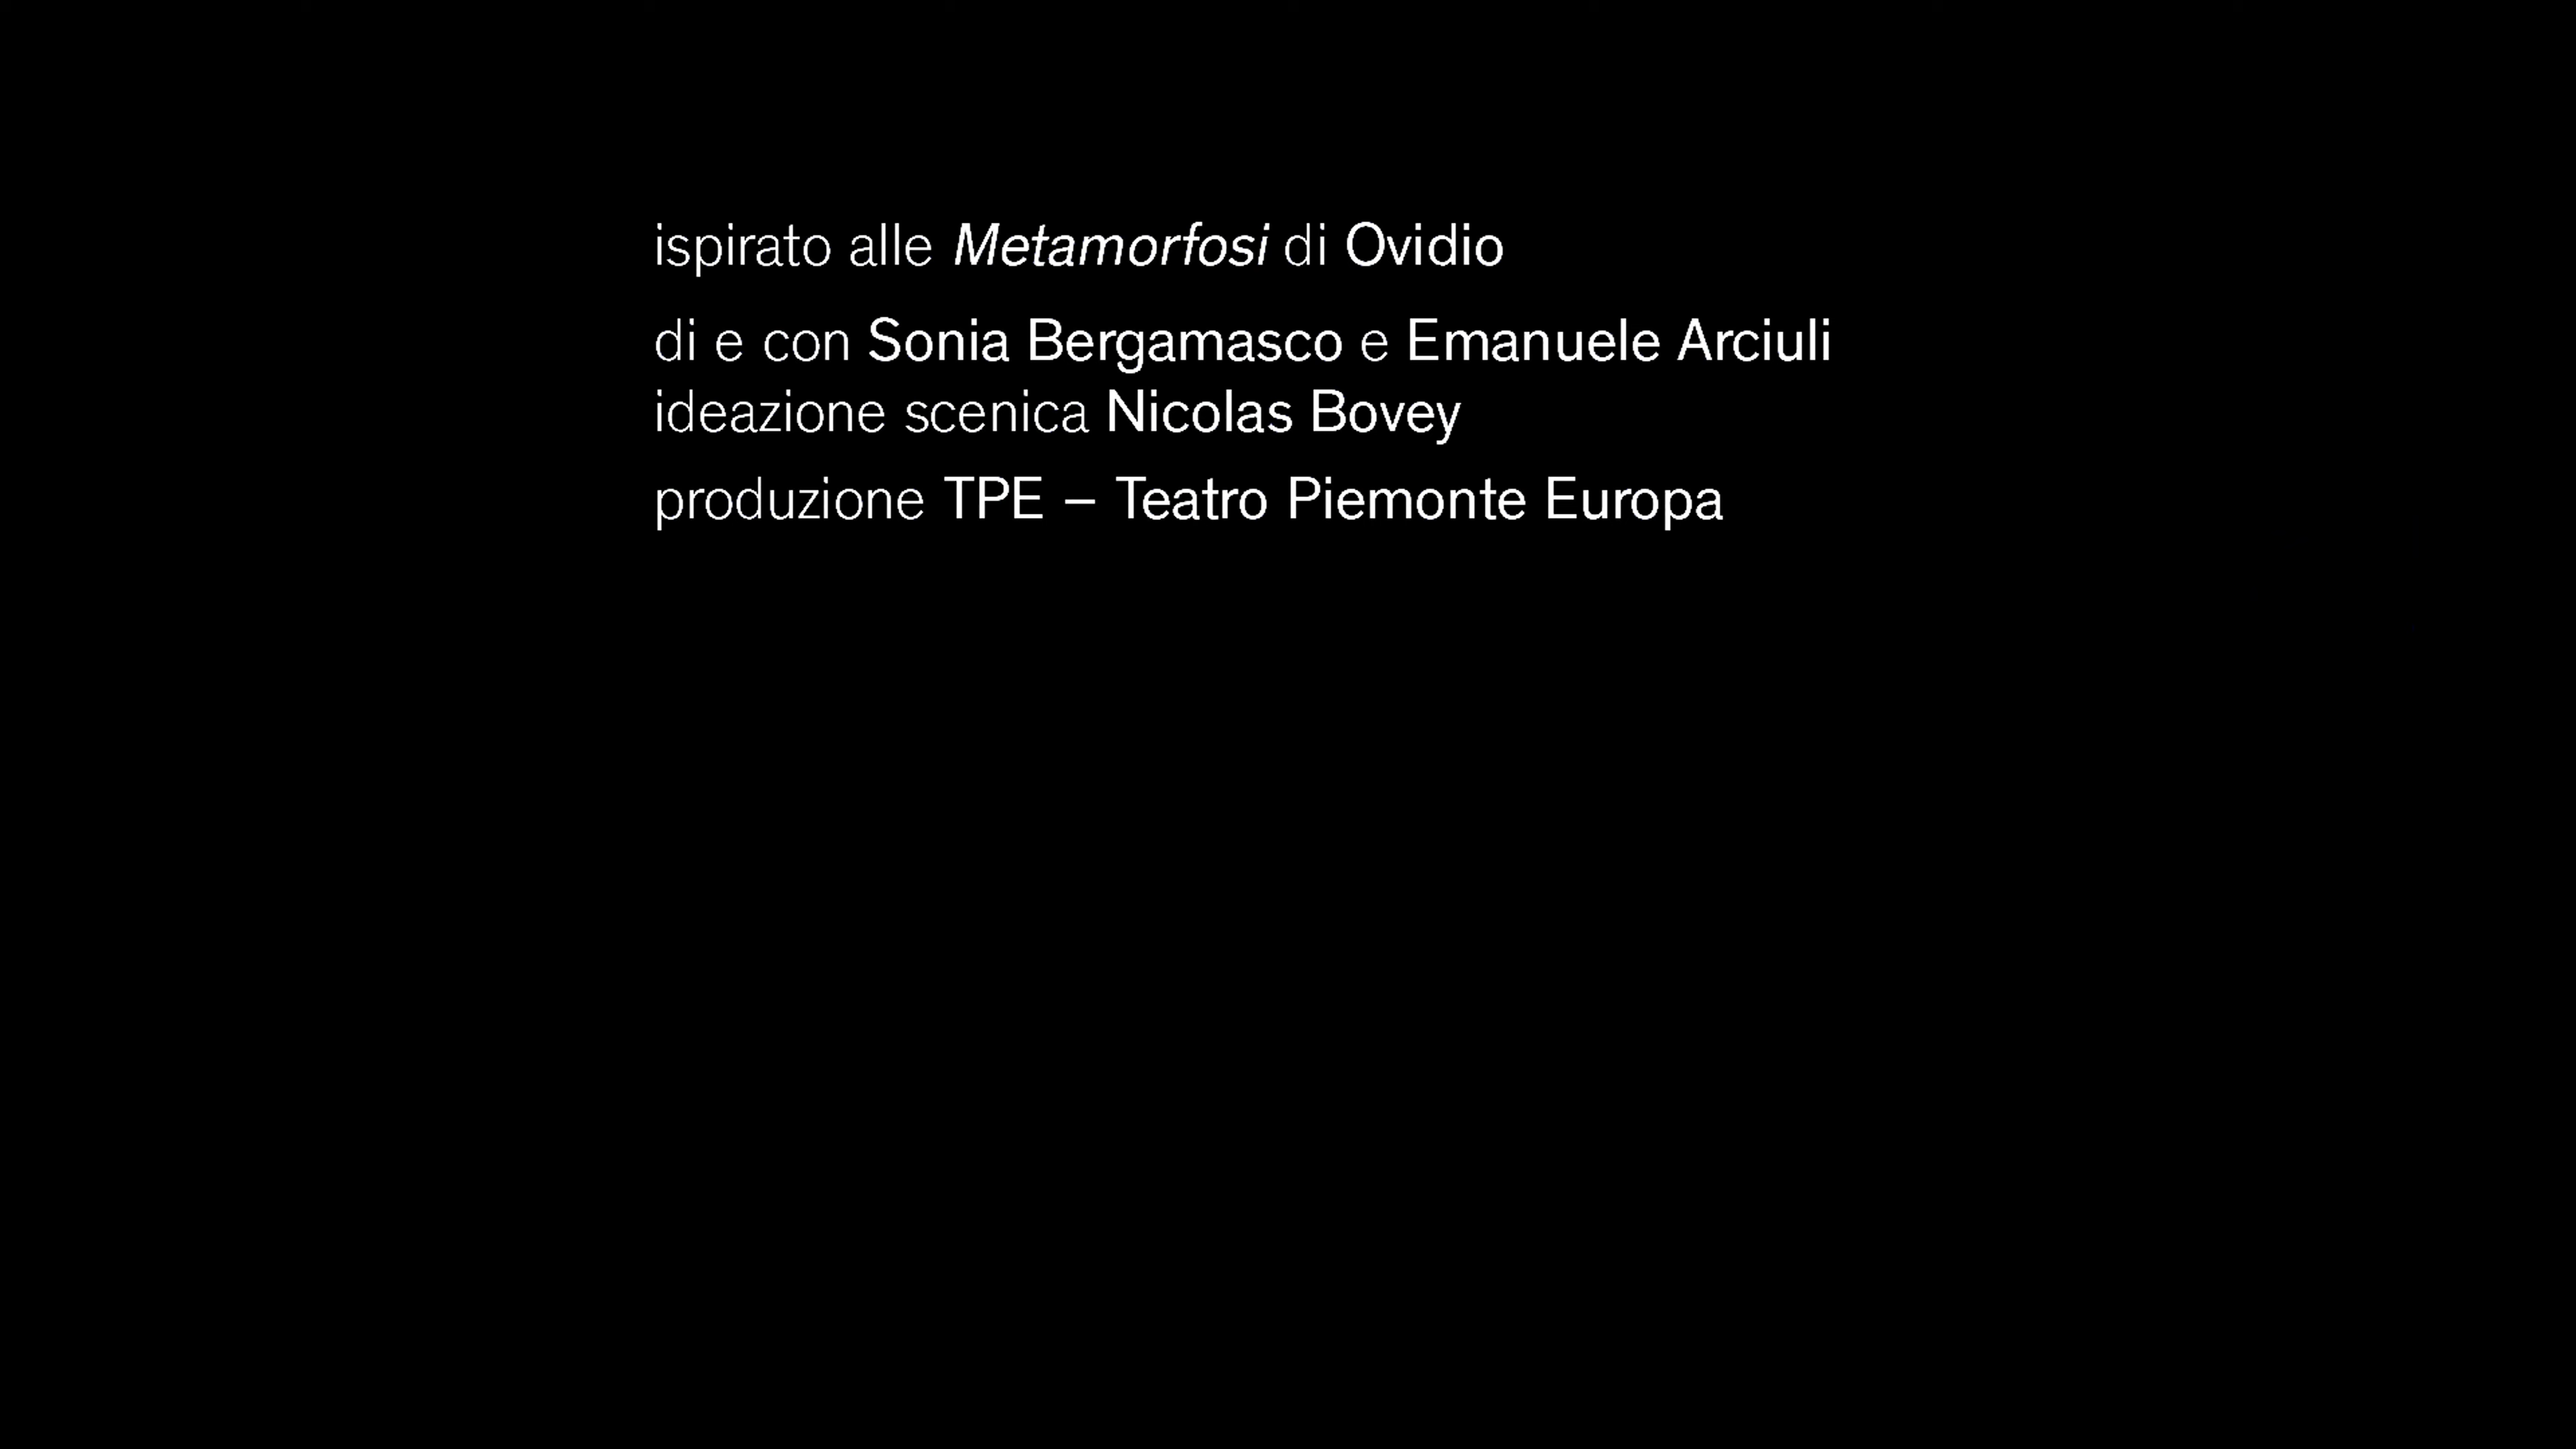 ispirato alle Metamorfosi di Ovidio
di e con Sonia Bergamasco e Emanuele Arciuli
ideazione scenica Nicolas Bovey
produzione TPE – Teatro Piemonte Europa